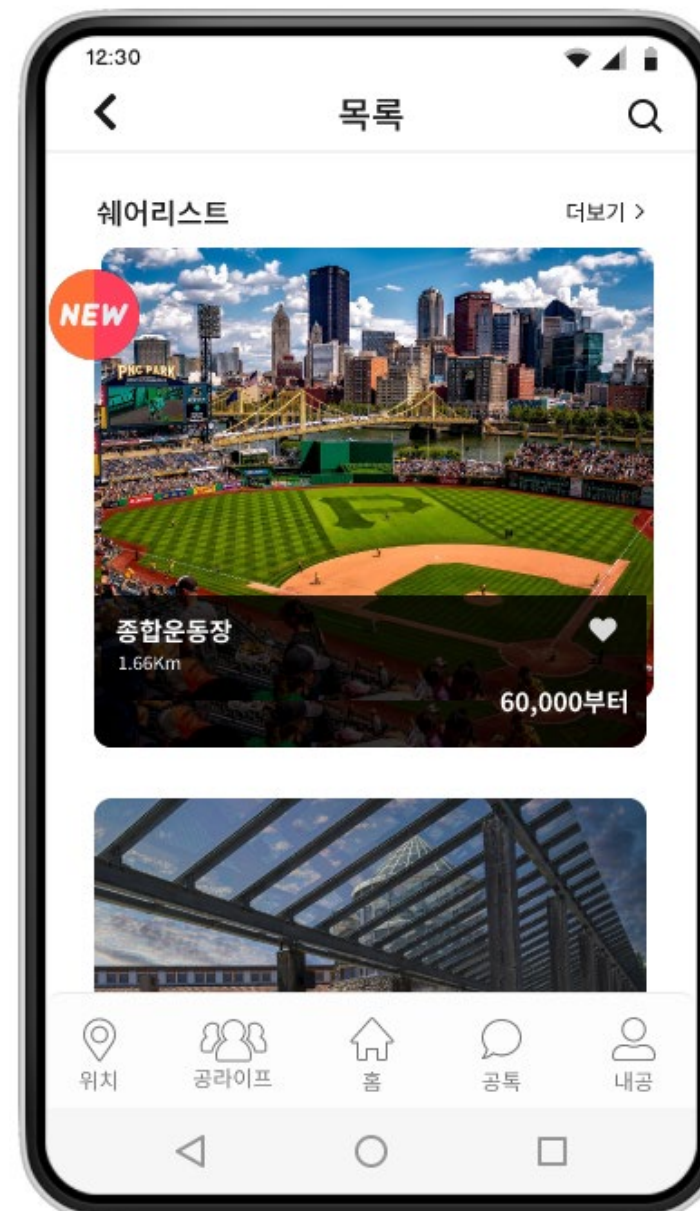 12:30
목록
쉐어리스트
더보기 >
NEW
PNC PARK
종합운동장
1.66Km
60,000부터
위치
공라이프
홈
공톡
내공